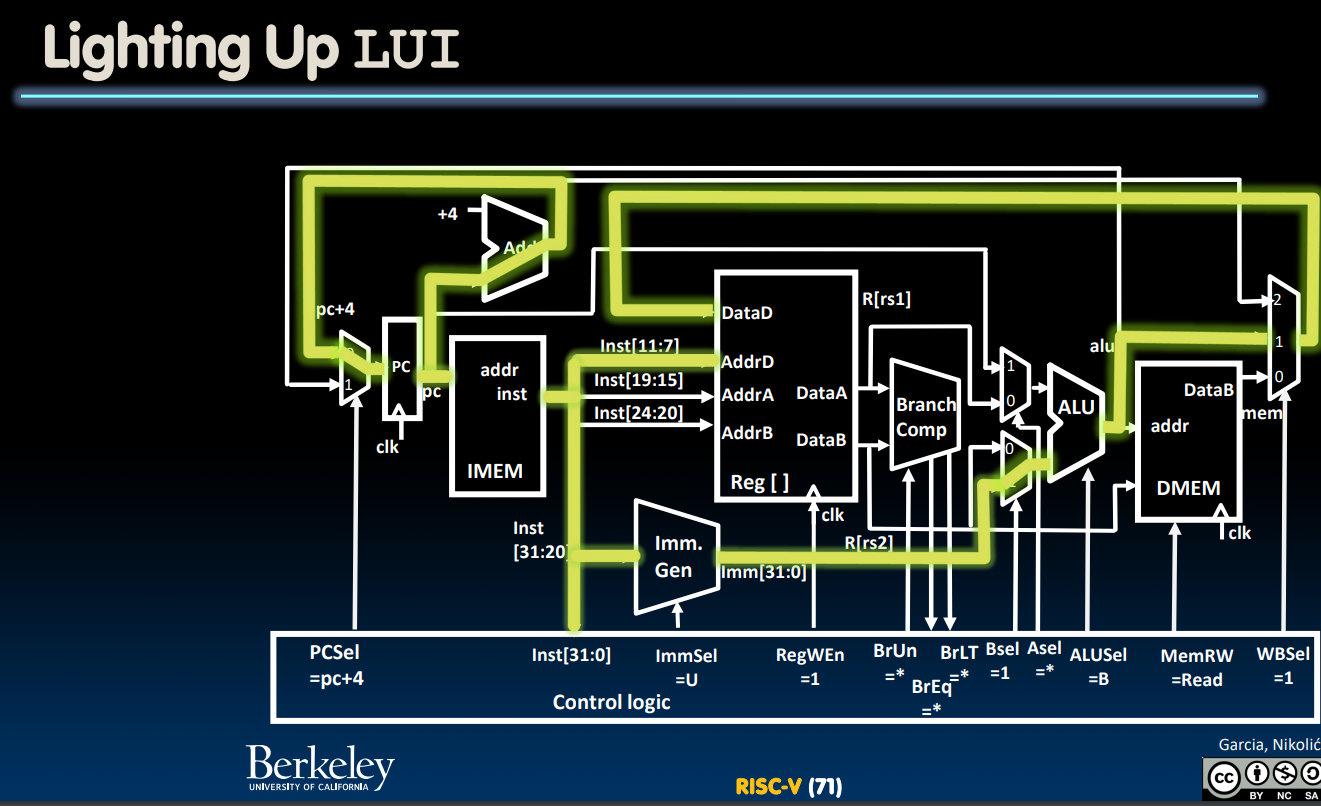 Lighting Up LUI
+4
Add
pc+4
1
PC
pc
clk
addr
inst
IMEM
Inst[11:7]
Inst[19:15]
Inst[24:20]
Inst
[31:20]
DataD
AddrD
AddrA
AddrB
DataA
DataB
Reg [ ]
clk
Imm.
Gen
Imm[31:0]
R[rs1]
R[rs2]
Branch
Comp
1
0
0
ALU
alu
DataB
addr
DMEM
clk
mem
2
1
0
PCSel
=pc+4
Inst[31:0]
ImmSel
=U
RegWEn
=1
BrUn
=*
BrEq
=*
BrLT
=*
Bsel
=1
Asel
=*
ALUSel
=B
MemRW
=Read
WBSel
=1
Control logic
Berkeley
UNIVERSITY OF CALIFORNIA
RISC-V (71)
Garcia, Nikolić
cc
BY NC SA